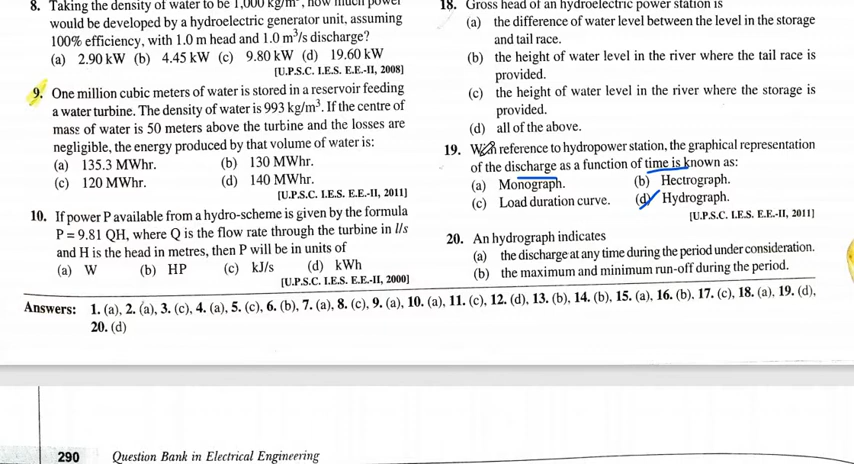 8. Taking the density of water to be 1,000 kg/m³, how much power
would be developed by a hydroelectric generator unit, assuming
100% efficiency, with 1.0 m head and 1.0 m³/s discharge?
(a) 2.90 kW (b) 4.45 kW (c) 9.80 kW (d) 19.60 kW
[U.P.S.C. I.E.S. E.E.-II, 2008]
9. One million cubic meters of water is stored in a reservoir feeding
a water turbine. The density of water is 993 kg/m³. If the centre of
mass of water is 50 meters above the turbine and the losses are
negligible, the energy produced by that volume of water is:
(a) 135.3 MWhr. (b) 130 MWhr.
(c) 120 MWhr. (d) 140 MWhr.
[U.P.S.C. I.E.S. E.E.-II, 2011]
10. If power P available from a hydro-scheme is given by the formula
P = 9.81 QH, where Q is the flow rate through the turbine in l/s
and H is the head in metres, then P will be in units of
(a) W (b) HP (c) kJ/s (d) kWh
[U.P.S.C. I.E.S. E.E.-II, 2000]
18. Gross head of an hydroelectric power station is
(a) the difference of water level between the level in the storage
and tail race.
(b) the height of water level in the river where the tail race is
provided.
(c) the height of water level in the river where the storage is
provided.
(d) all of the above.
19. With reference to hydropower station, the graphical representation
of the discharge as a function of time is known as:
(a) Monograph. (b) Hectrograph.
(c) Load duration curve. (d) Hydrograph.
[U.P.S.C. I.E.S. E.E.-II, 2011]
20. An hydrograph indicates
(a) the discharge at any time during the period under consideration.
(b) the maximum and minimum run-off during the period.
Answers: 1. (a), 2. (a), 3. (c), 4. (a), 5. (c), 6. (b), 7. (a), 8. (c), 9. (a), 10. (a), 11. (c), 12. (d), 13. (b), 14. (b), 15. (a), 16. (b), 17. (c), 18. (a), 19. (d),
20. (d)
290 Question Bank in Electrical Engineering